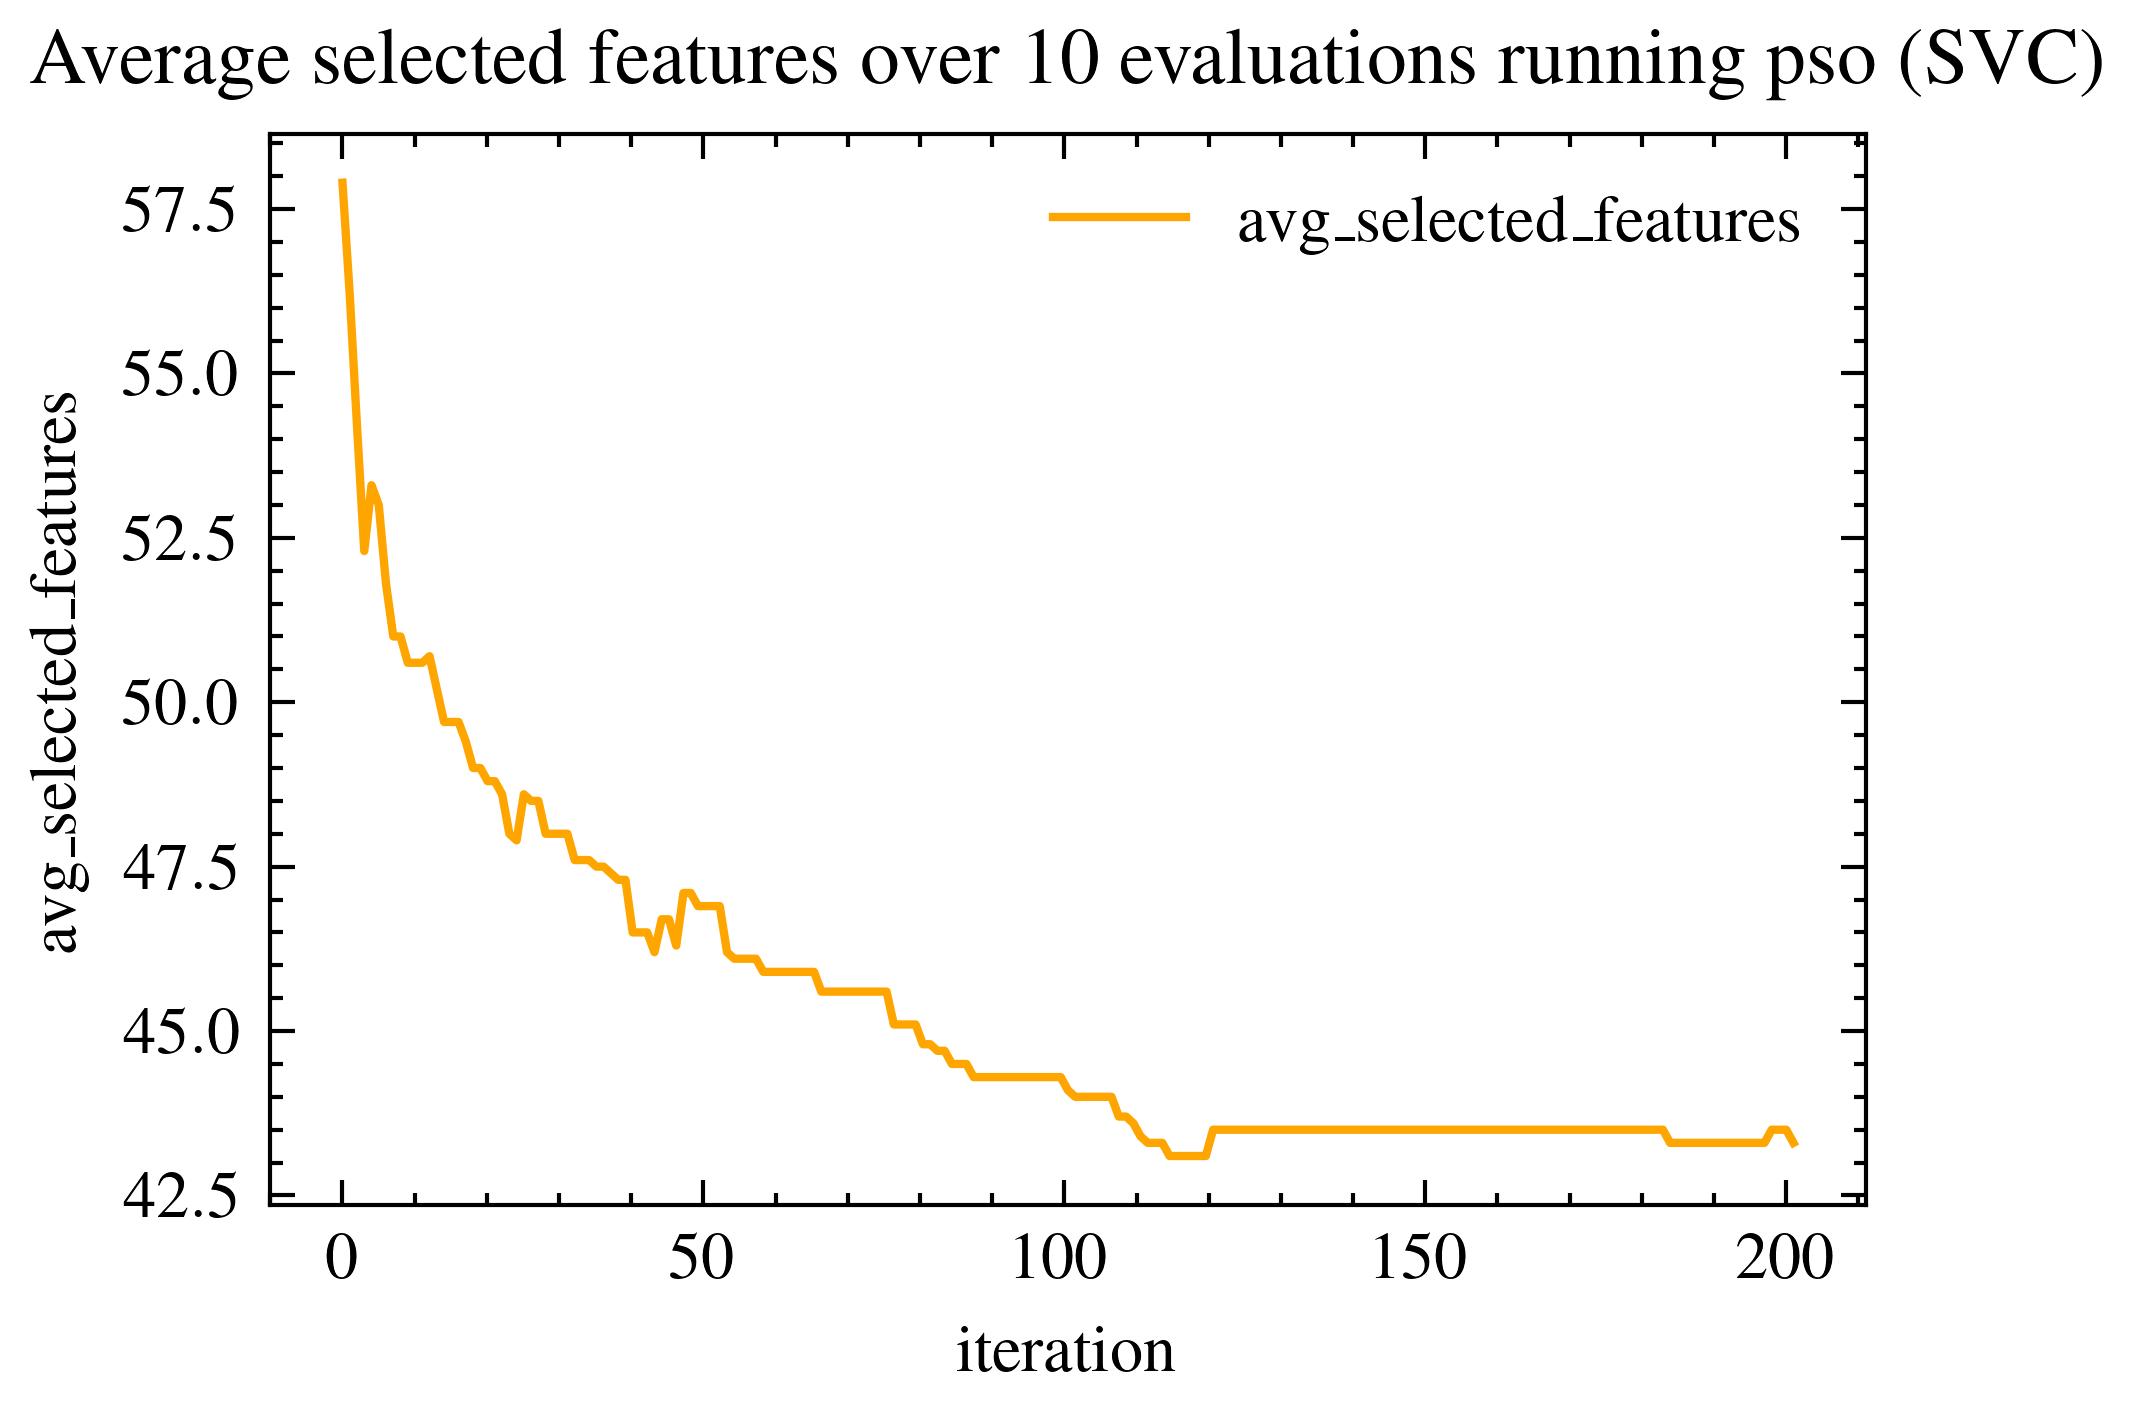 Average selected features over 10 evaluations running pso (SVC)
avg_selected_features
avg_selected_features
57.5
55.0
52.5
50.0
47.5
45.0
42.5
0 50 100 150 200
iteration